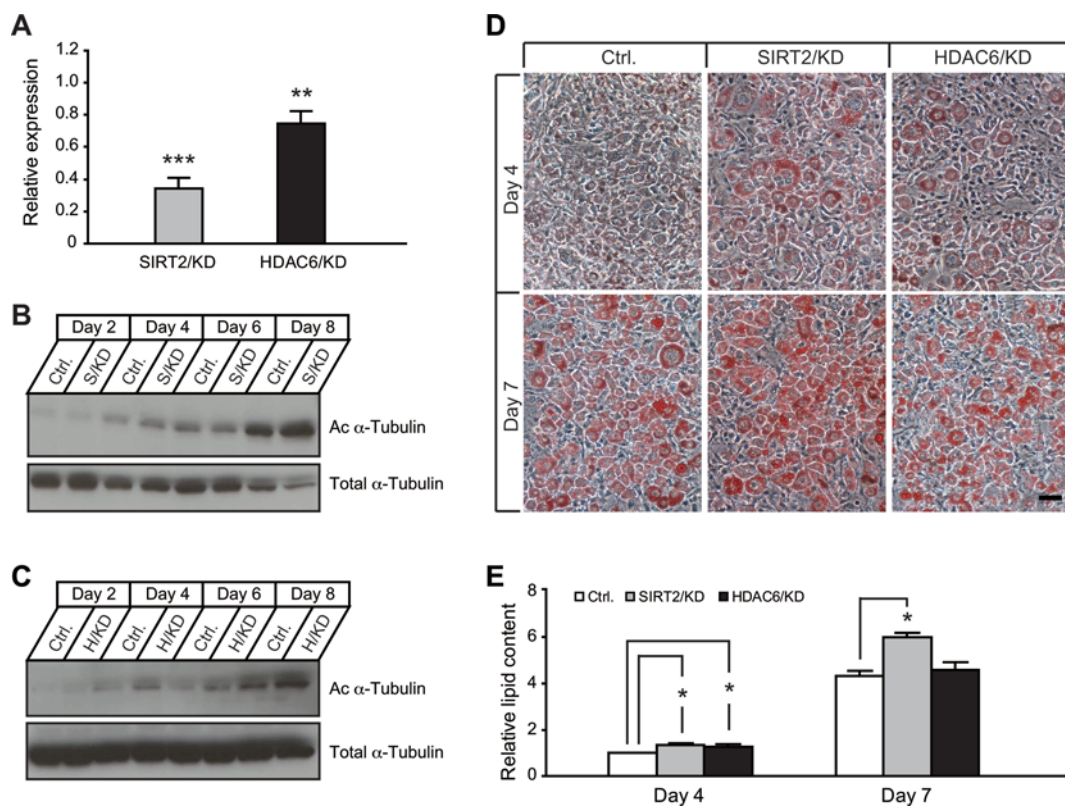 A
Relative expression
1.2
1.0
0.8
0.4
0.2
0
***
**
SIRT2/KD HDAC6/KD
B
Day 2 Day 4 Day 6 Day 8
Ctrl. S/KD Ctrl. S/KD Ctrl. S/KD Ctrl. S/KD
Ac α-Tubulin
Total α-Tubulin
C
Day 2 Day 4 Day 6 Day 8
Ctrl. H/KD Ctrl. H/KD Ctrl. H/KD Ctrl. H/KD
Ac α-Tubulin
Total α-Tubulin
D
Ctrl. SIRT2/KD HDAC6/KD
Day 4
Day 7
E
Relative lipid content
8
6
4
2
0
Ctrl. SIRT2/KD HDAC6/KD
* * *
Day 4 Day 7